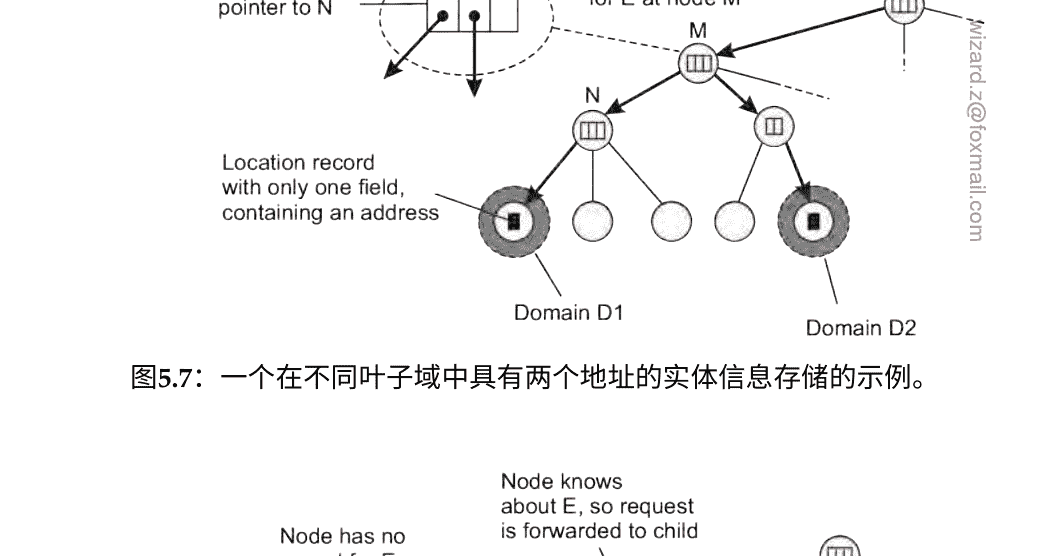 pointer to N
for E at node M
M
N
Location record
with only one field,
containing an address
Domain D1
Domain D2
wizard.z@foxmail.com
图5.7：一个在不同叶子域中具有两个地址的实体信息存储的示例。
Node knows
about E, so request
is forwarded to child
Node has no